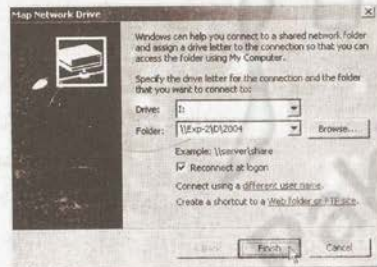 Map Network Drive
Windows can help you connect to a shared network folder
and assign a drive letter to the connection so that you can
access the folder using My Computer.
Specify the drive letter for the connection and the folder
that you want to connect to:
Drive: I:
Folder: \\Exp-2\D\2004 Browse...
Example: \\server\share
Reconnect at logon
Connect using a different user name.
Create a shortcut to a Web folder or FTP site.
Finish Cancel